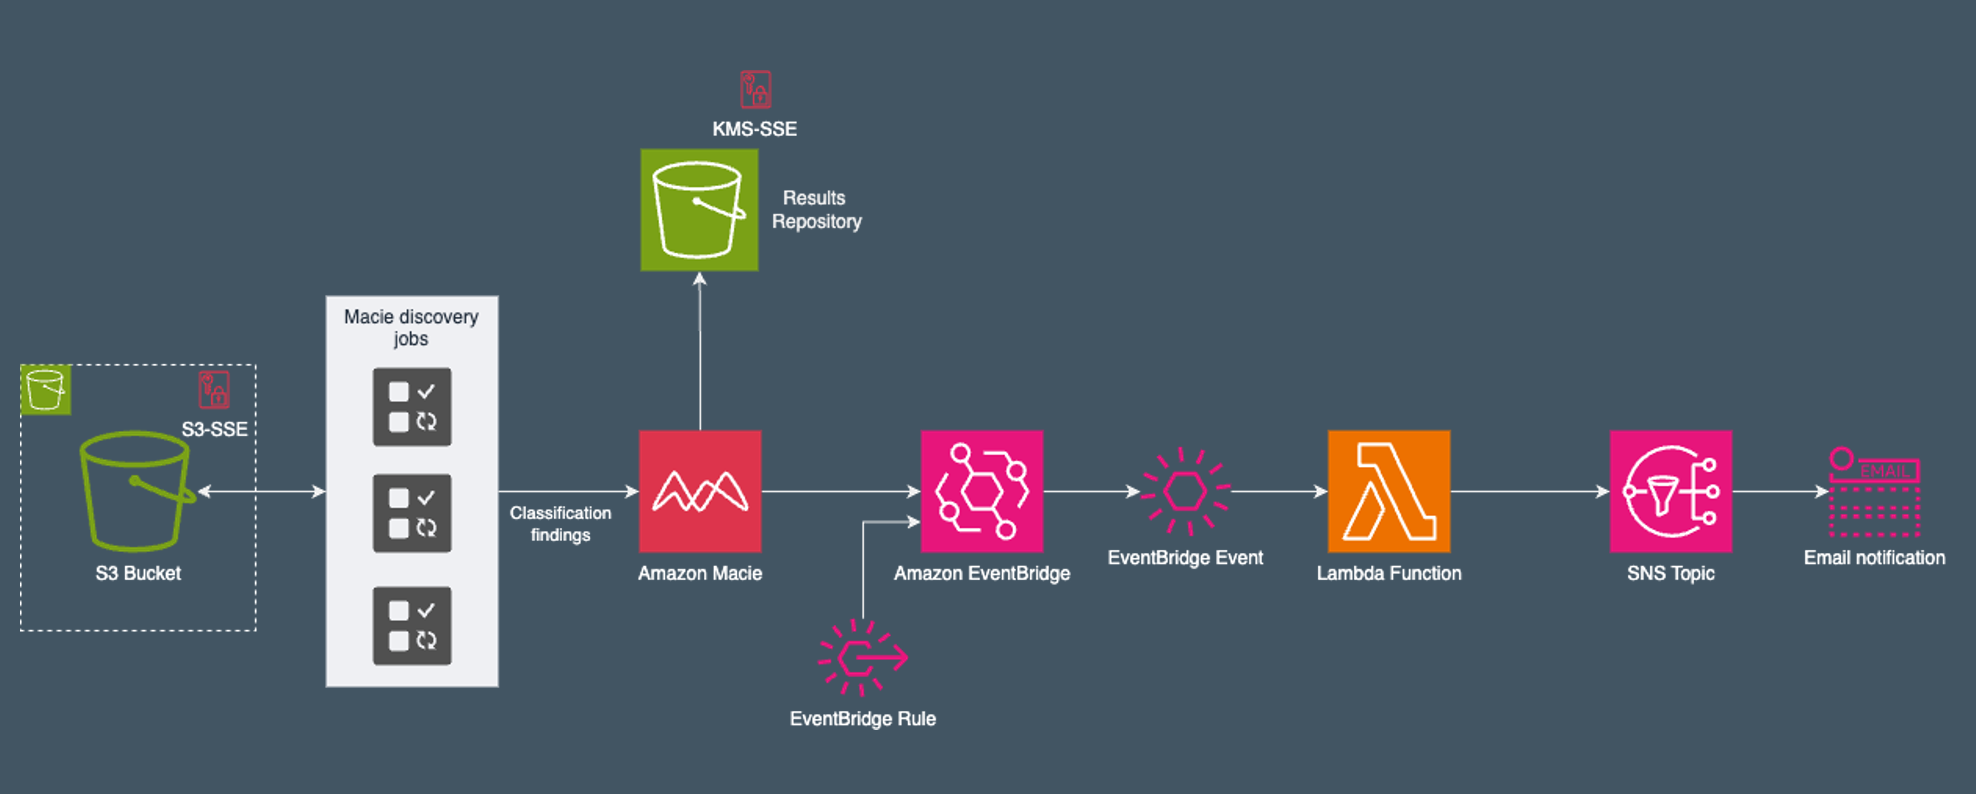 KMS-SSE
Results
Repository
Macie discovery
jobs
S3-SSE
S3 Bucket
Classification
findings
Amazon Macie
Amazon EventBridge
EventBridge Rule
EventBridge Event
Lambda Function
SNS Topic
EMAIL
Email notification